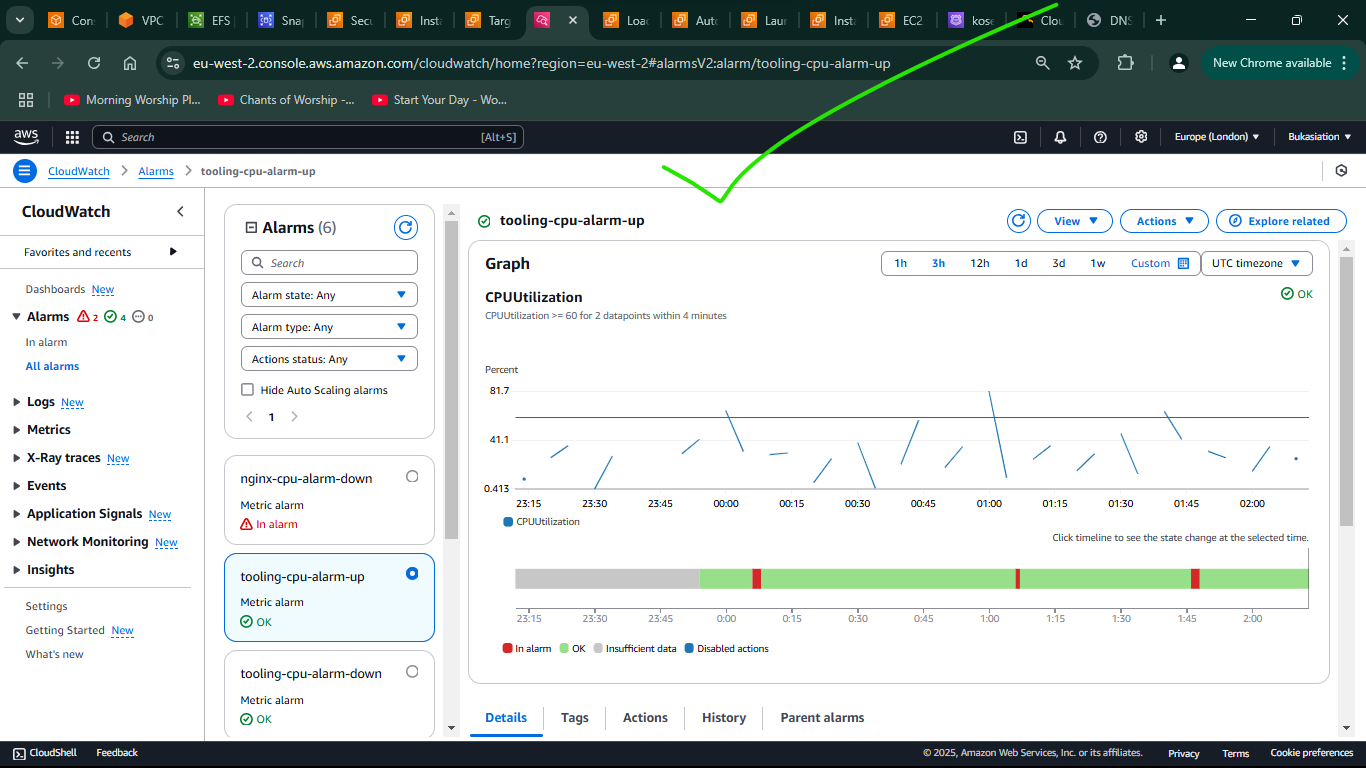 Cons
VPC
EFS
Snap
Secu
Insta
Targ
Load
Auto
Laun
Insta
EC2
kose
Clou
DNS
eu-west-2.console.aws.amazon.com/cloudwatch/home?region=eu-west-2#alarmsV2:alarm/tooling-cpu-alarm-up
New Chrome available
Morning Worship Pl...
Chants of Worship -...
Start Your Day - Wo...
aws
Search
[Alt+S]
Europe (London)
Bukasiation
CloudWatch
Alarms
tooling-cpu-alarm-up
CloudWatch
Favorites and recents
Dashboards New
Alarms 2 4 0
In alarm
All alarms
Logs New
Metrics
X-Ray traces New
Events
Application Signals New
Network Monitoring New
Insights
Settings
Getting Started New
What's new
Alarms (6)
Search
Alarm state: Any
Alarm type: Any
Actions status: Any
Hide Auto Scaling alarms
1
nginx-cpu-alarm-down
Metric alarm
In alarm
tooling-cpu-alarm-up
Metric alarm
OK
tooling-cpu-alarm-down
Metric alarm
OK
tooling-cpu-alarm-up
View
Actions
Explore related
Graph
1h 3h 12h 1d 3d 1w Custom
UTC timezone
CPUUtilization
OK
CPUUtilization >= 60 for 2 datapoints within 4 minutes
Percent
81.7
41.1
0.413
23:15 23:30 23:45 00:00 00:15 00:30 00:45 01:00 01:15 01:30 01:45 02:00
CPUUtilization
Click timeline to see the state change at the selected time.
23:15 23:30 23:45 0:00 0:15 0:30 0:45 1:00 1:15 1:30 1:45 2:00
In alarm OK Insufficient data Disabled actions
Details
Tags
Actions
History
Parent alarms
CloudShell
Feedback
© 2025, Amazon Web Services, Inc. or its affiliates.
Privacy
Terms
Cookie preferences